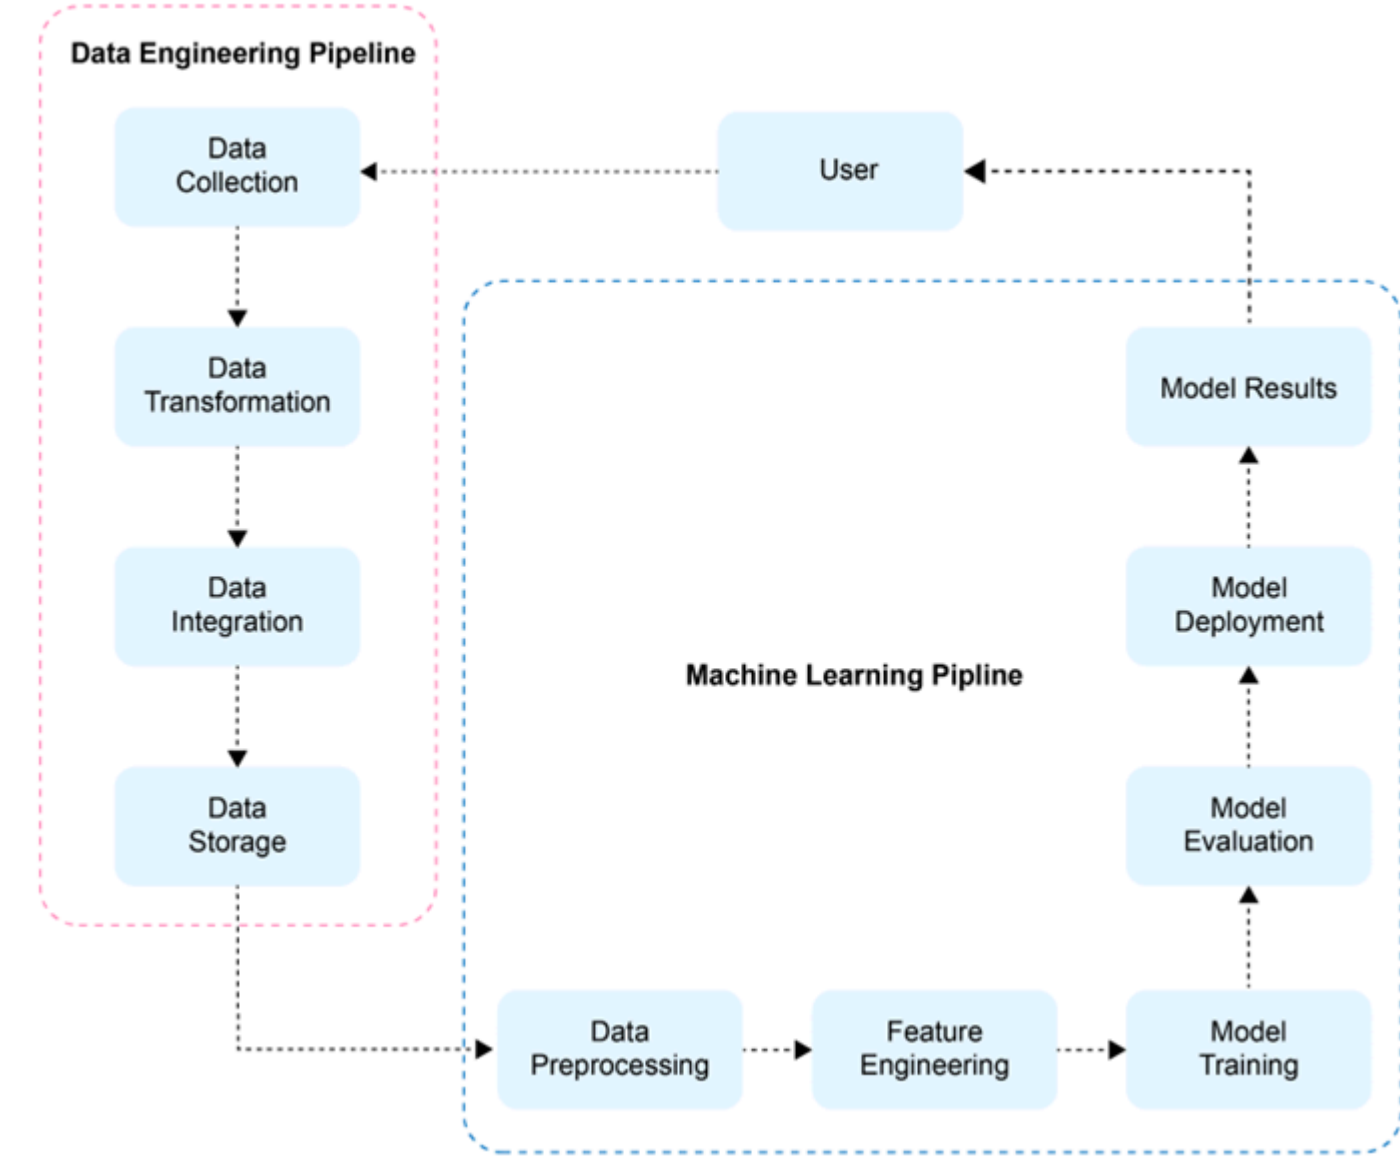 Data Engineering Pipeline
Data
Collection
User
Data
Transformation
Model Results
Data
Integration
Model
Deployment
Machine Learning Pipline
Data
Storage
Model
Evaluation
Data
Preprocessing
Feature
Engineering
Model
Training